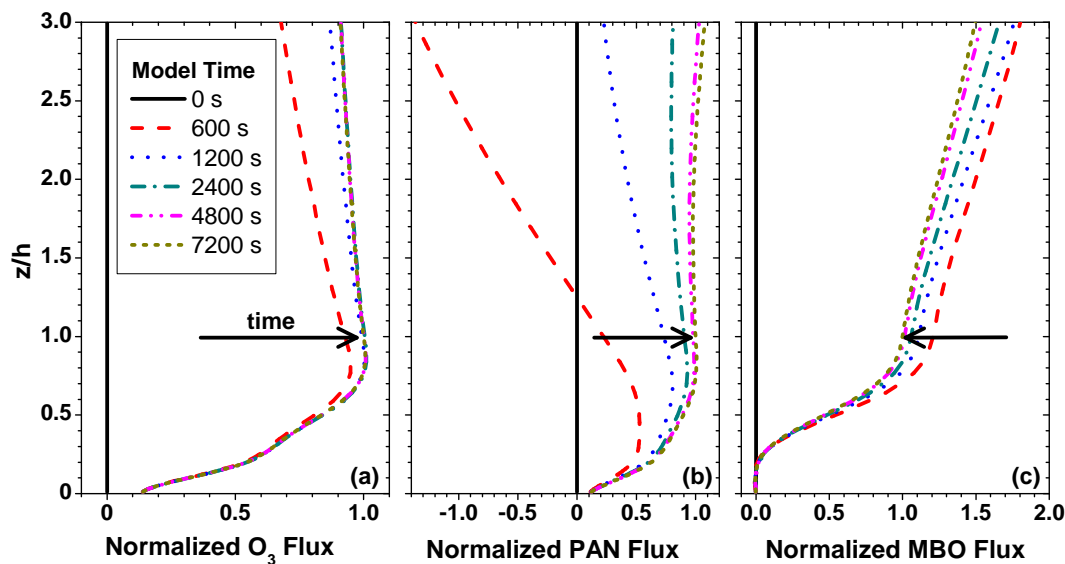 3.0
2.5
2.0
1.5
1.0
0.5
0
z/h
Model Time
0 s
600 s
1200 s
2400 s
4800 s
7200 s
time
(a)
(b)
(c)
0
0.5
1.0
-1.0
-0.5
0
0.5
1.0
0.0
0.5
1.0
1.5
2.0
Normalized O₃ Flux
Normalized PAN Flux
Normalized MBO Flux